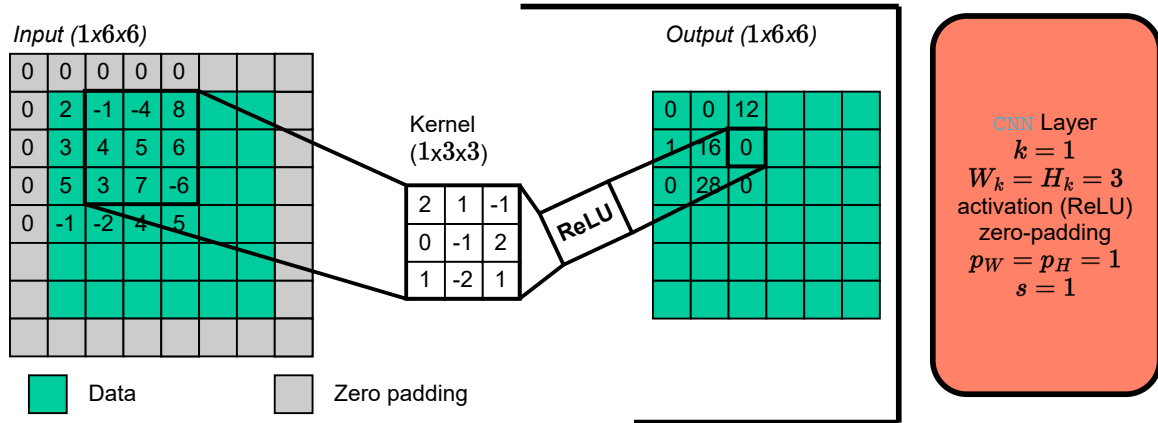 Input (1x6x6)
0 0 0 0 0
0 2 -1 -4 8
0 3 4 5 6
0 5 3 7 -6
0 -1 -2 4 5
Data
Zero padding
Kernel
(1x3x3)
2 1 -1
0 -1 2
1 -2 1
ReLU
Output (1x6x6)
0 0 12
1 16 0
0 28 0
CNN Layer
k = 1
W_k = H_k = 3
activation (ReLU)
zero-padding
p_W = p_H = 1
s = 1